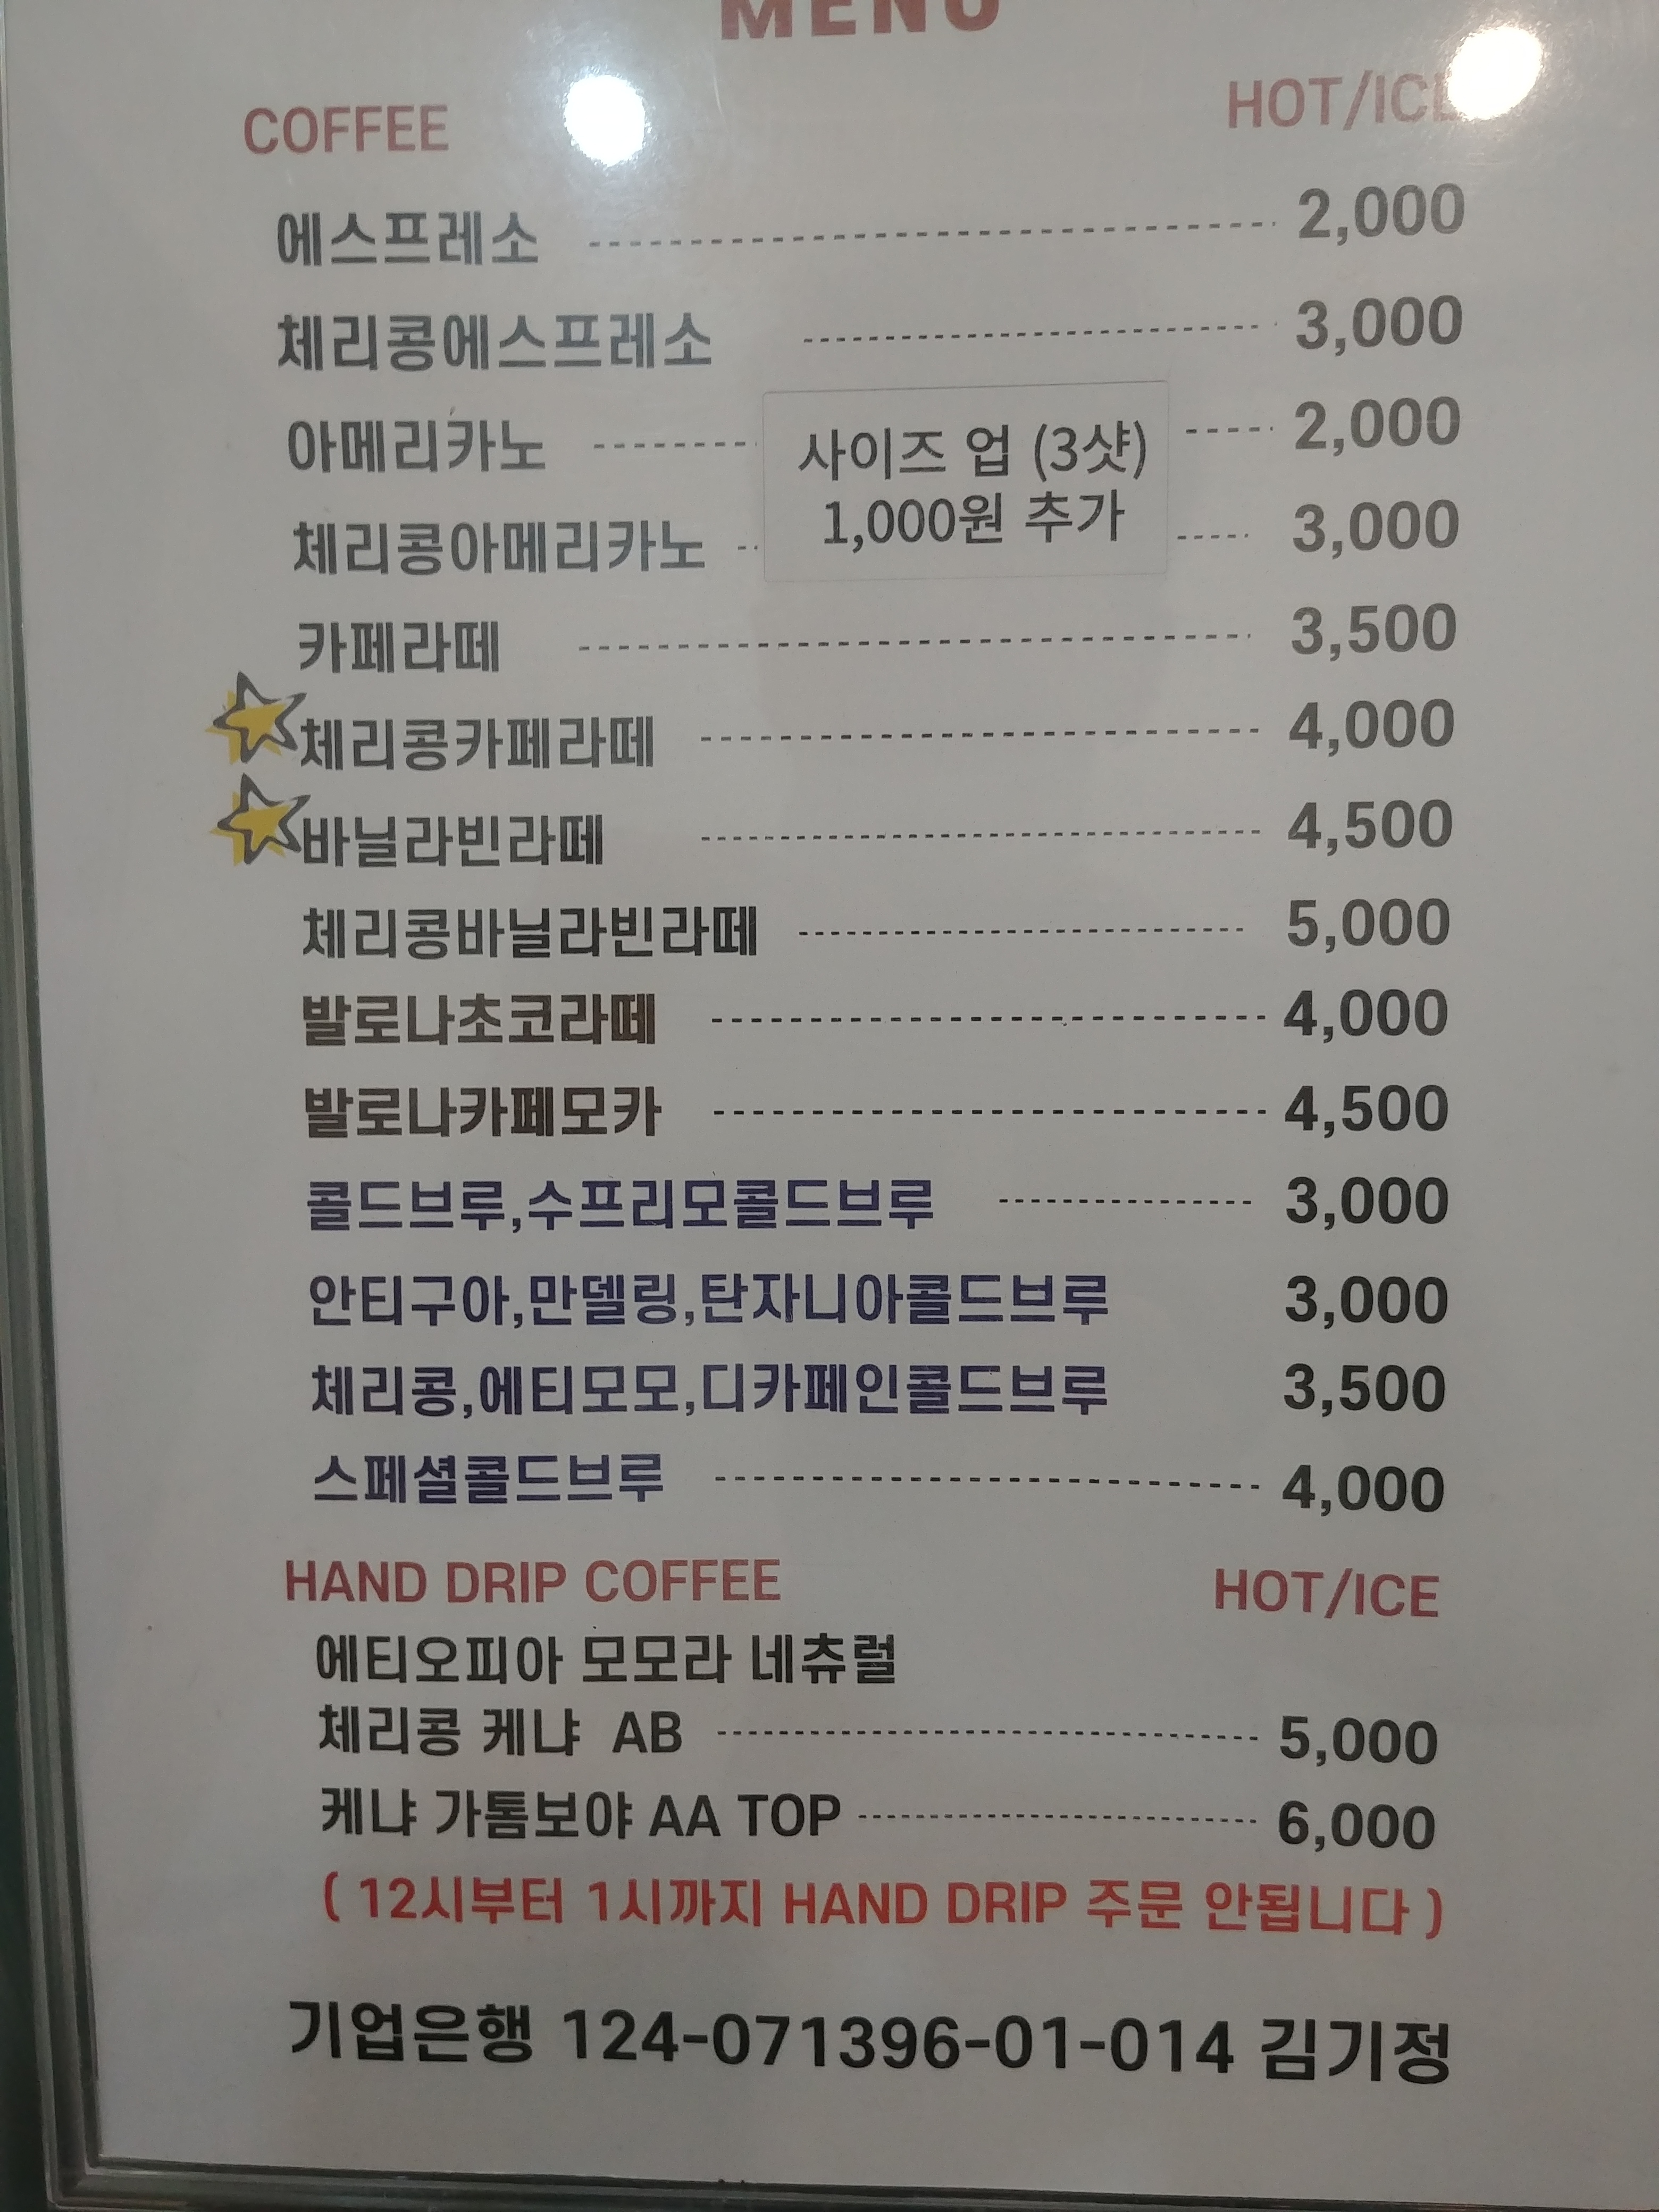 MENU
COFFEE HOT/ICE
에스프레소 2,000
체리콩에스프레소 3,000
아메리카노 2,000
사이즈 업 (3샷)
1,000원 추가
체리콩아메리카노 3,000
카페라떼 3,500
체리콩카페라떼 4,000
바닐라빈라떼 4,500
체리콩바닐라빈라떼 5,000
발로나초코라떼 4,000
발로나카페모카 4,500
콜드브루,수프리모콜드브루 3,000
안티구아,만델링,탄자니아콜드브루 3,000
체리콩,에티모모,디카페인콜드브루 3,500
스페셜콜드브루 4,000
HAND DRIP COFFEE HOT/ICE
에티오피아 모모라 네츄럴
체리콩 케냐 AB 5,000
케냐 가톰보야 AA TOP 6,000
( 12시부터 1시까지 HAND DRIP 주문 안됩니다 )
기업은행 124-071396-01-014 김기정